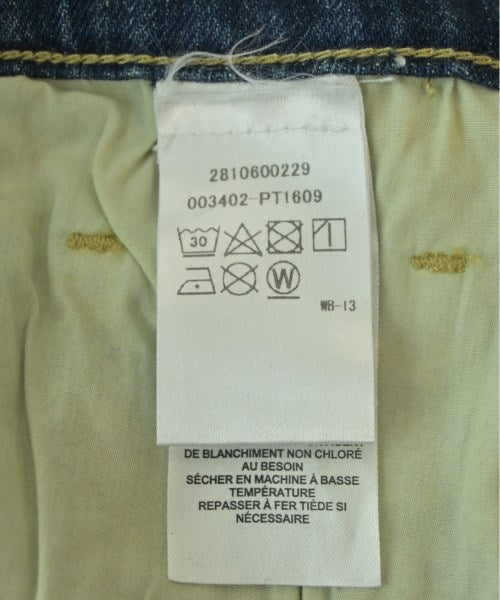 2810600229
003402-PT1609
30
W
WB-13
DE BLANCHIMENT NON CHLORÉ
AU BESOIN
SÉCHER EN MACHINE À BASSE
TEMPÉRATURE
REPASSER À FER TIÈDE SI
NÉCESSAIRE